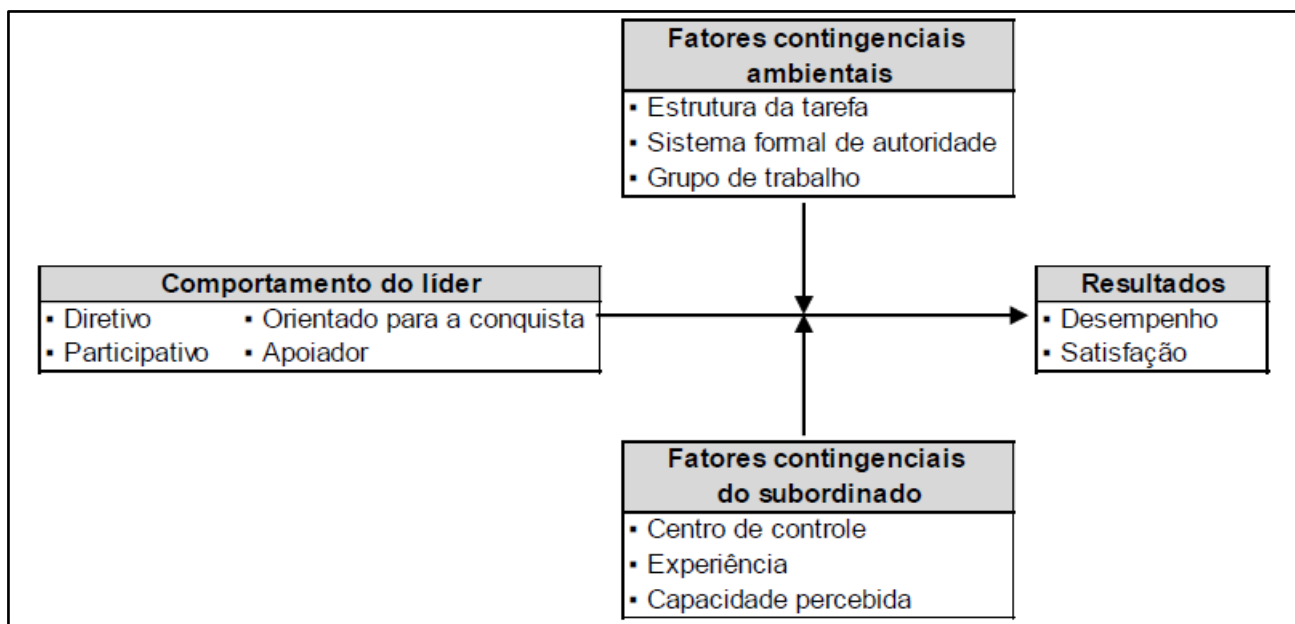 Fatores contingenciais
ambientais
▪ Estrutura da tarefa
▪ Sistema formal de autoridade
▪ Grupo de trabalho
Comportamento do líder
▪ Diretivo ▪ Orientado para a conquista
▪ Participativo ▪ Apoiador
Resultados
▪ Desempenho
▪ Satisfação
Fatores contingenciais
do subordinado
▪ Centro de controle
▪ Experiência
▪ Capacidade percebida